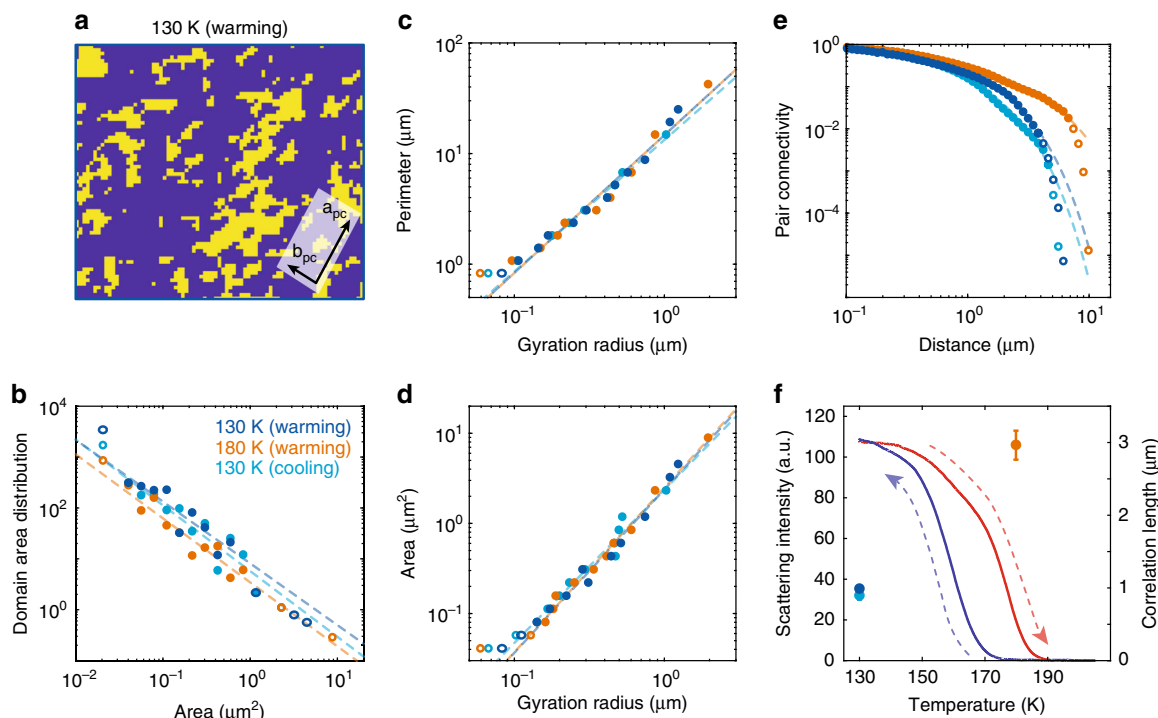 a
130 K (warming)
a_pc
b_pc
b
10^4
10^2
10^0
10^−2
10^−1
10^0
10^1
Domain area distribution
Area (μm^2)
130 K (warming)
180 K (warming)
130 K (cooling)
c
10^2
10^1
10^0
10^−1
10^0
Perimeter (μm)
Gyration radius (μm)
d
10^1
10^0
10^−1
10^−1
10^0
Area (μm^2)
Gyration radius (μm)
e
10^0
10^−2
10^−4
10^−1
10^0
10^1
Pair connectivity
Distance (μm)
f
120
100
80
60
40
20
0
130
150
170
190
3
2
1
0
Scattering intensity (a.u.)
Correlation length (μm)
Temperature (K)